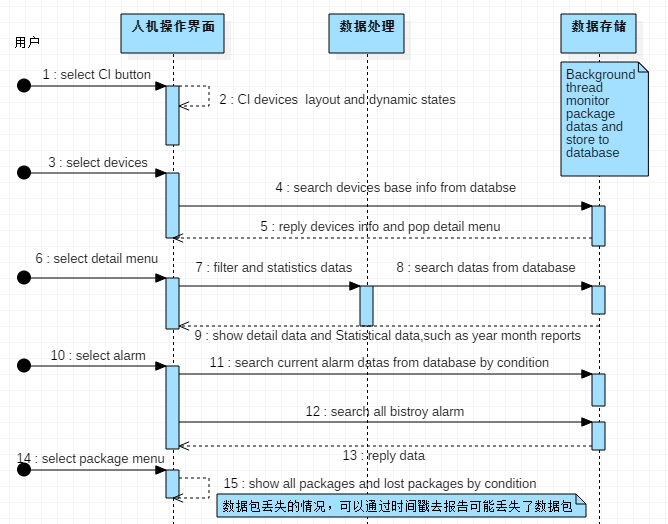 人机操作界面
数据处理
数据存储
用户
1 : select CI button
2 : CI devices layout and dynamic states
Background
thread
monitor
package
datas and
store to
database
3 : select devices
4 : search devices base info from databse
5 : reply devices info and pop detail menu
6 : select detail menu
7 : filter and statistics datas
8 : search datas from database
9 : show detail data and Statistical data,such as year month reports
10 : select alarm
11 : search current alarm datas from database by condition
12 : search all bistroy alarm
13 : reply data
14 : select package menu
15 : show all packages and lost packages by condition
数据包丢失的情况，可以通过时间戳去报告可能丢失了数据包